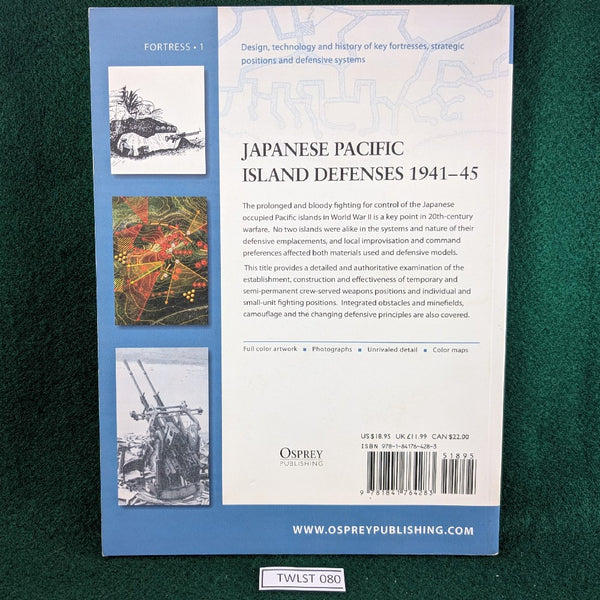 FORTRESS • 1
Design, technology and history of key fortresses, strategic
positions and defensive systems
JAPANESE PACIFIC
ISLAND DEFENSES 1941–45
The prolonged and bloody fighting for control of the Japanese
occupied Pacific islands in World War II is a key point in 20th-century
warfare. No two islands were alike in the systems and nature of their
defensive emplacements, and local improvisation and command
preferences affected both materials used and defensive models.
This title provides a detailed and authoritative examination of the
establishment, construction and effectiveness of temporary and
semi-permanent crew-served weapons positions and individual and
small-unit fighting positions. Integrated obstacles and minefields,
camouflage and the changing defensive principles are also covered.
Full color artwork ■ Photographs ■ Unrivaled detail ■ Color maps
OSPREY
PUBLISHING
US $18.95 UK £11.99 CAN $22.00
ISBN 978-1-84176-428-3
51895
9 781841 764283
WWW.OSPREYPUBLISHING.COM
TWLST 080